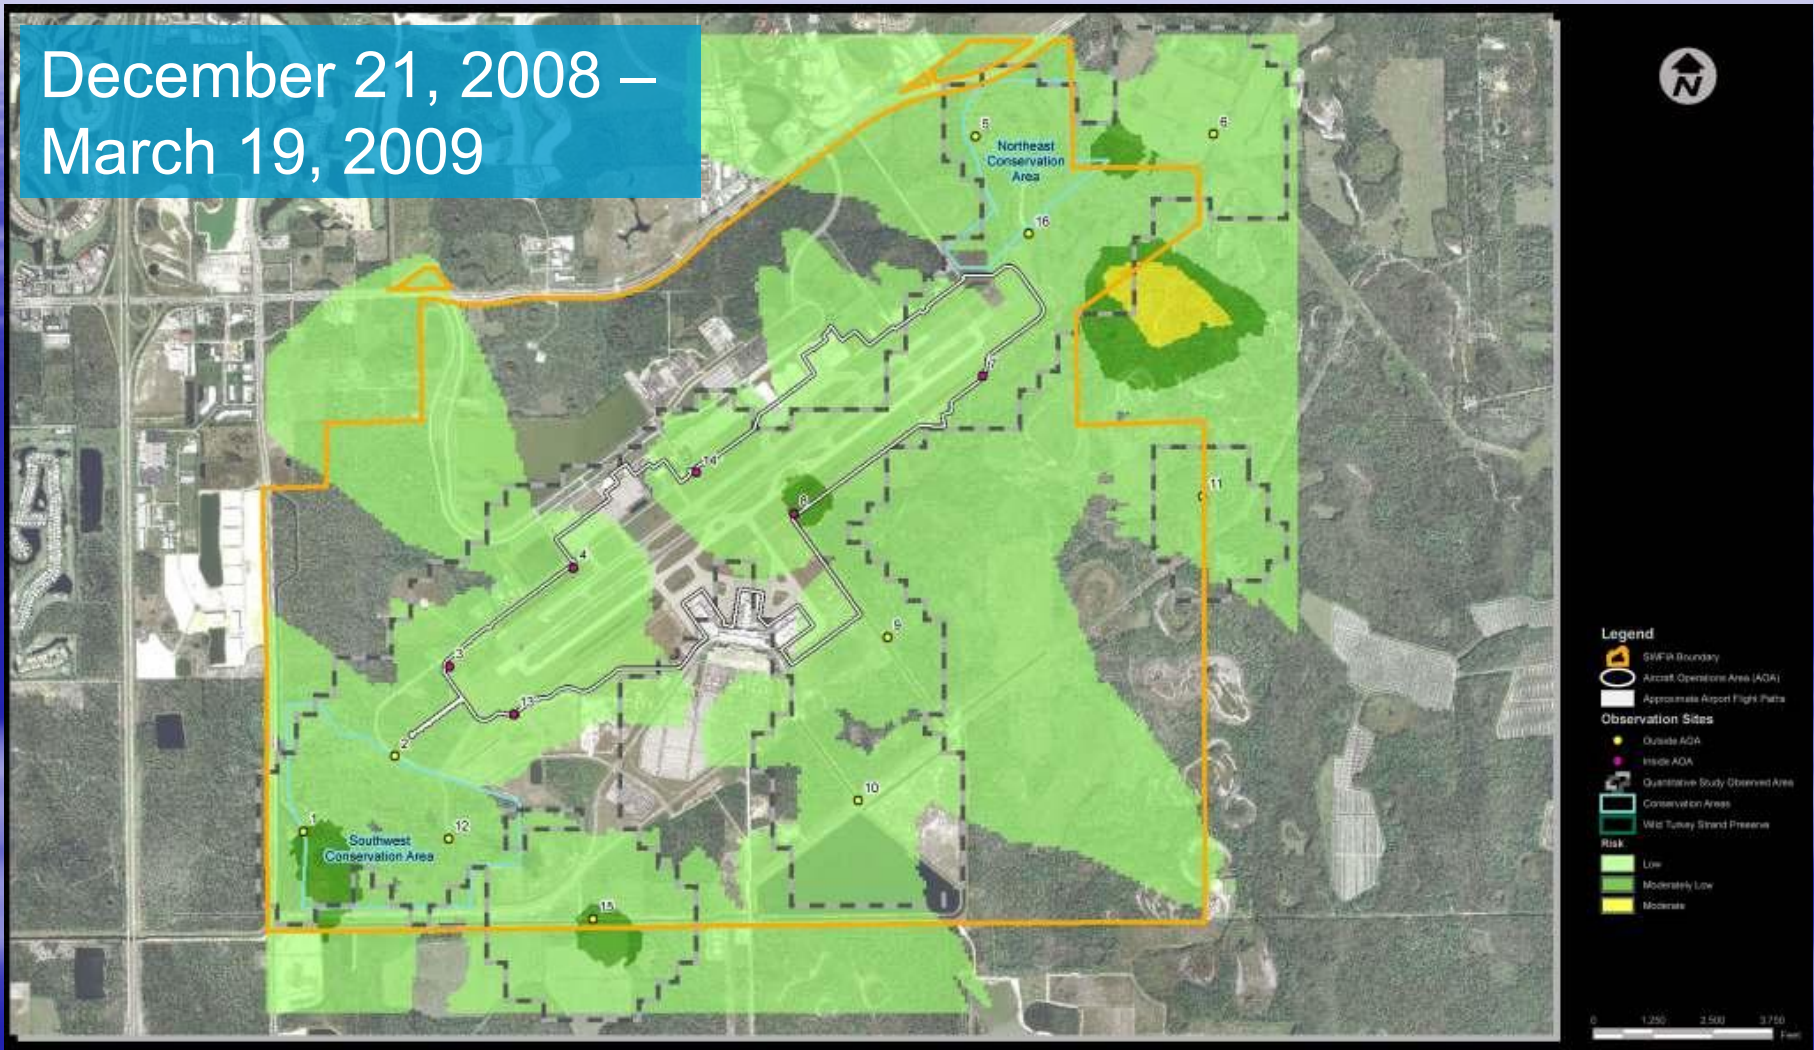 December 21, 2008 –
March 19, 2009
N
5
6
Northeast
Conservation
Area
16
7
14
11
8
4
9
3
13
2
10
1
12
Southwest
Conservation Area
15
Legend
SWFIA Boundary
Aircraft Operations Area (AOA)
Approximate Airport Flight Paths
Observation Sites
Outside AOA
Inside AOA
Quantitative Study Observed Area
Conservation Areas
Wild Turkey Strand Preserve
Risk
Low
Moderately Low
Moderate
0 1,250 2,500 3,750
Feet